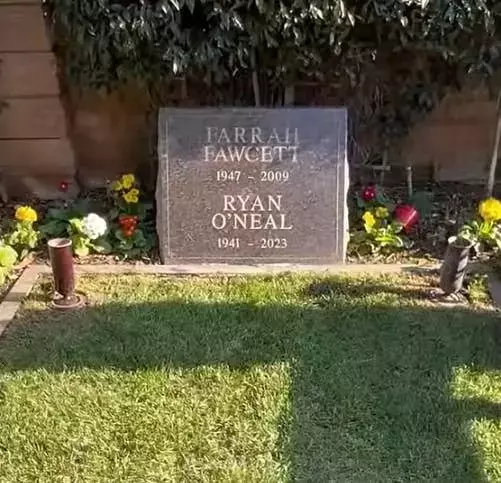 FARRAH
FAWCETT
1947 - 2009
RYAN
O'NEAL
1941 - 2023